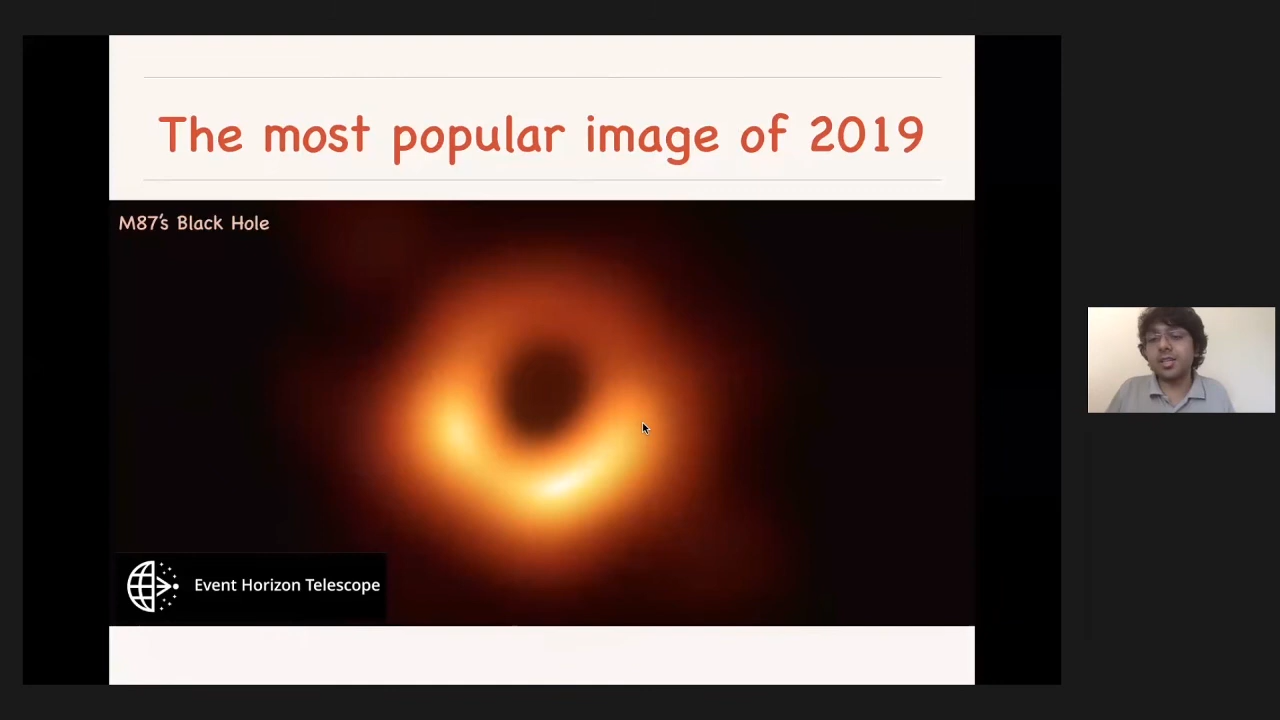 The most popular image of 2019
M87's Black Hole
Event Horizon Telescope